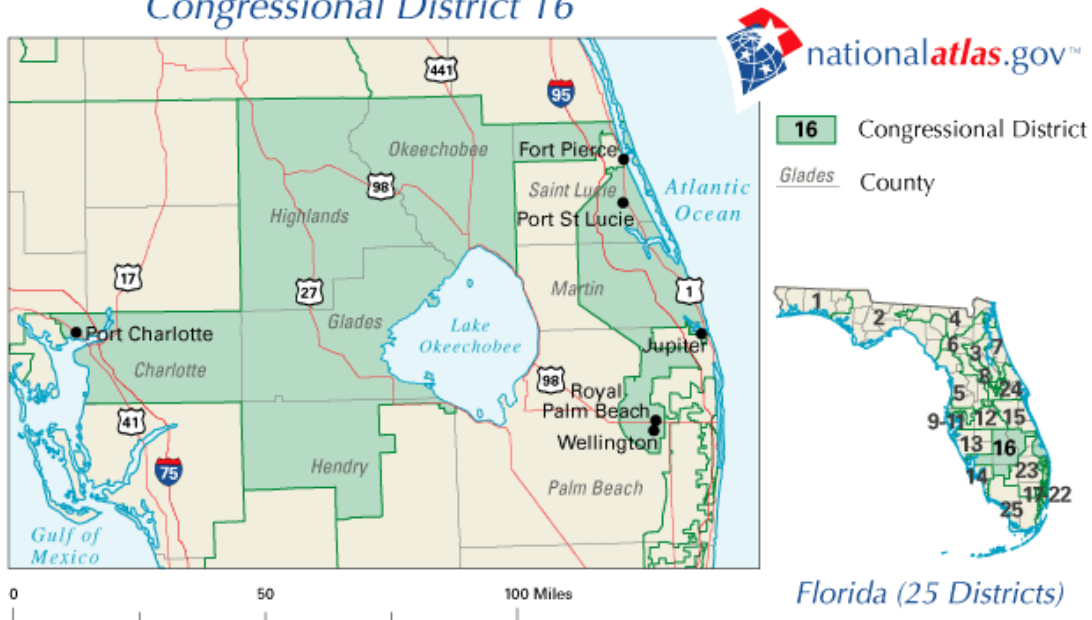 Congressional District 16
nationalatlas.gov™
16 Congressional District
Glades County
441
95
Okeechobee
Fort Pierce
98
Saint Lucie
Atlantic
Ocean
Highlands
Port St Lucie
17
27
Martin
1
Glades
Port Charlotte
Lake
Okeechobee
Jupiter
Charlotte
98
Royal
Palm Beach
41
Wellington
75
Hendry
Palm Beach
Gulf of
Mexico
0 50 100 Miles
1
2
4
6
3
7
8
5
24
9-11
12
15
13
16
14
23
17-22
25
Florida (25 Districts)